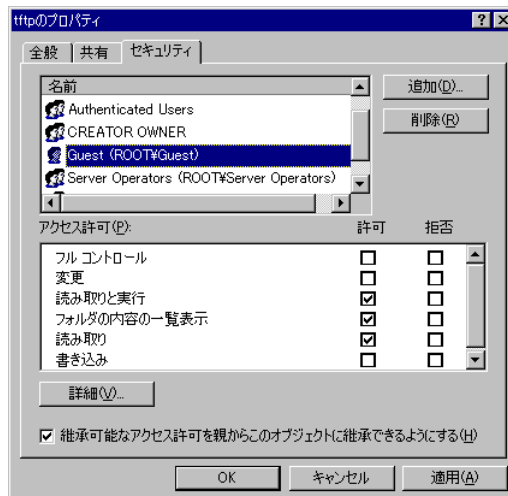 tftpのプロパティ
全般 共有 セキュリティ
名前
Authenticated Users
CREATOR OWNER
Guest (ROOT¥Guest)
Server Operators (ROOT¥Server Operators)
追加(D)...
削除(R)
アクセス許可(P): 許可 拒否
フル コントロール
変更
読み取りと実行
フォルダの内容の一覧表示
読み取り
書き込み
詳細(V)...
継承可能なアクセス許可を親からこのオブジェクトに継承できるようにする(H)
OK キャンセル 適用(A)